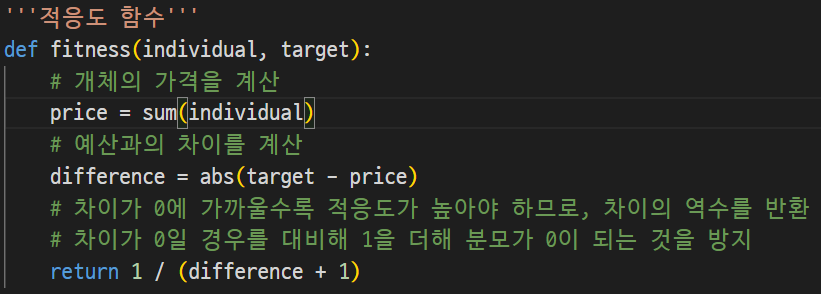 '''적응도 함수'''
def fitness(individual, target):
    # 개체의 가격을 계산
    price = sum(individual)
    # 예산과의 차이를 계산
    difference = abs(target - price)
    # 차이가 0에 가까울수록 적응도가 높아야 하므로, 차이의 역수를 반환
    # 차이가 0일 경우를 대비해 1을 더해 분모가 0이 되는 것을 방지
    return 1 / (difference + 1)